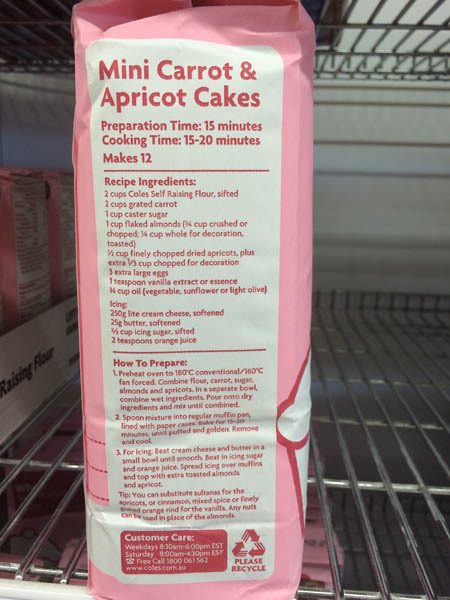 Mini Carrot &
Apricot Cakes
Preparation Time: 15 minutes
Cooking Time: 15-20 minutes
Makes 12
Recipe Ingredients:
2 cups Coles Self Raising Flour, sifted
2 cups grated carrot
1 cup caster sugar
1 cup flaked almonds (¾ cup crushed or
chopped; ¼ cup whole for decoration,
toasted)
½ cup finely chopped dried apricots, plus
extra ⅓ cup chopped for decoration
3 extra large eggs
1 teaspoon vanilla extract or essence
¾ cup oil (vegetable, sunflower or light olive)
Icing:
250g lite cream cheese, softened
25g butter, softened
⅔ cup icing sugar, sifted
2 teaspoons orange juice
How To Prepare:
1. Preheat oven to 180°C conventional/160°C
fan forced. Combine flour, carrot, sugar,
almonds and apricots. In a separate bowl,
combine wet ingredients. Pour onto dry
ingredients and mix until combined.
2. Spoon mixture into regular muffin pan,
lined with paper cases. Bake for 15-20
minutes, until puffed and golden. Remove
and cool.
3. For icing: Beat cream cheese and butter in a
small bowl until smooth. Beat in icing sugar
and orange juice. Spread icing over muffins
and top with extra toasted almonds
and apricot.
Tip: You can substitute sultanas for the
apricots, or cinnamon, mixed spice or finely
grated orange rind for the vanilla. Any nuts
can be used in place of the almonds.
Customer Care:
Weekdays 8:30am-6:00pm EST
Saturday 8:00am-4:30pm EST
☎ Free Call 1800 061 562
www.coles.com.au
PLEASE
RECYCLE
Raising Flour